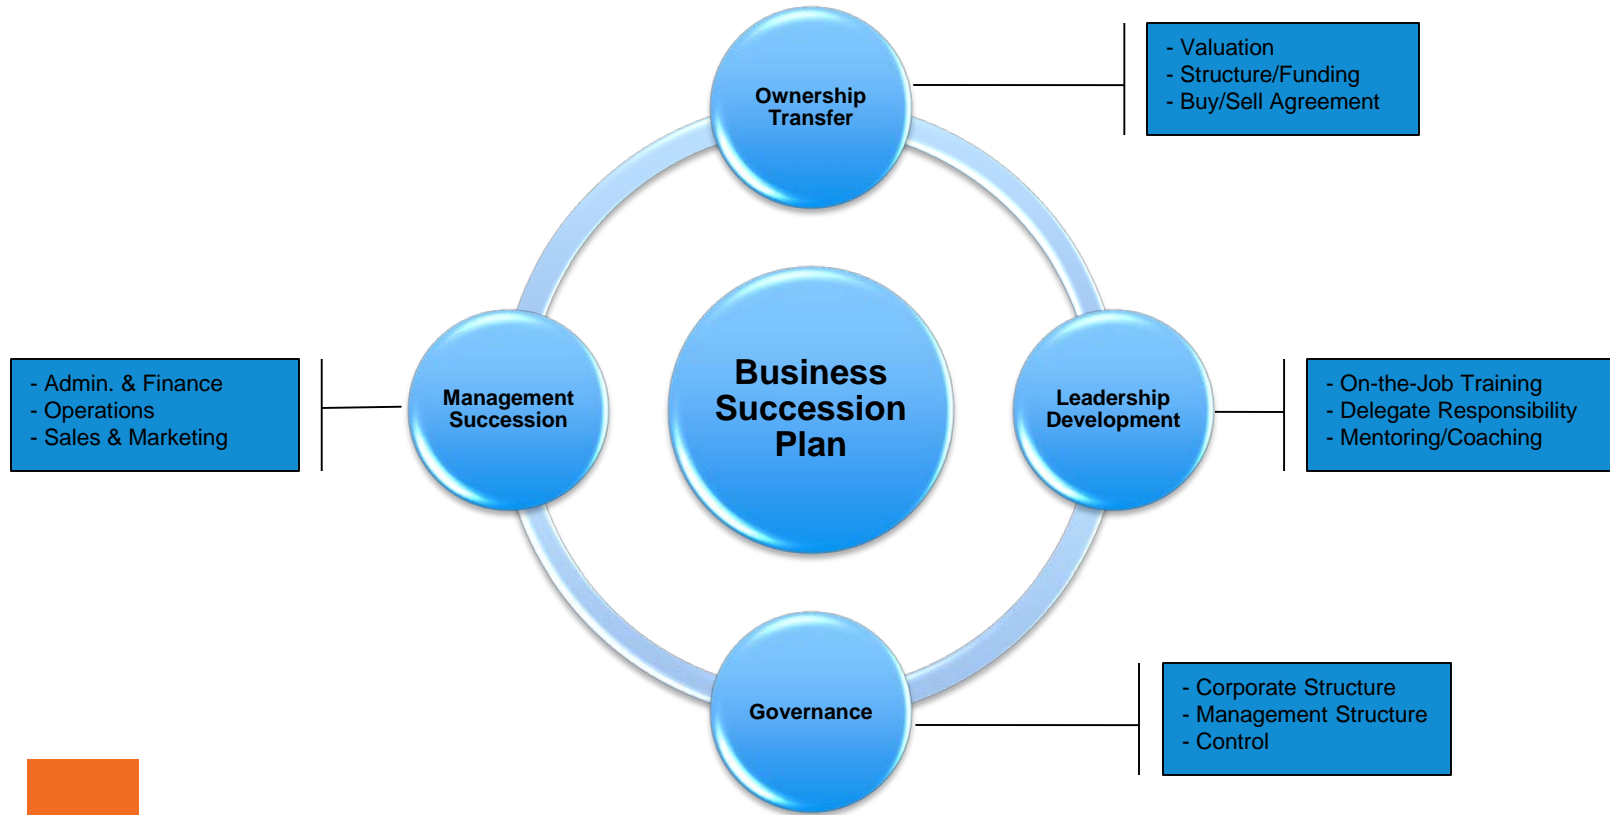 Ownership
Transfer
- Valuation
- Structure/Funding
- Buy/Sell Agreement
- Admin. & Finance
- Operations
- Sales & Marketing
Management
Succession
Business
Succession
Plan
Leadership
Development
- On-the-Job Training
- Delegate Responsibility
- Mentoring/Coaching
Governance
- Corporate Structure
- Management Structure
- Control